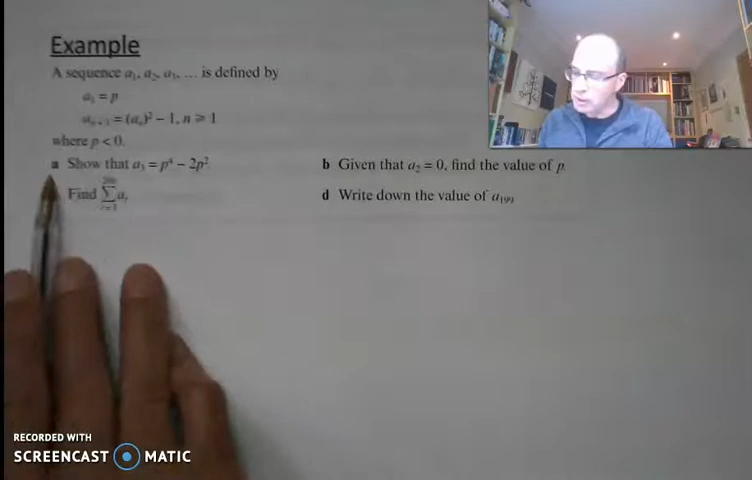 Example
A sequence a₁, a₂, a₃, … is defined by
a₁ = p
aₙ₊₁ = (aₙ)² − 1, n ⩾ 1
where p < 0.
a Show that a₃ = p⁴ − 2p²
b Given that a₂ = 0, find the value of p.
Find ∑ aᵣ
d Write down the value of a₁₉₉
RECORDED WITH
SCREENCAST MATIC